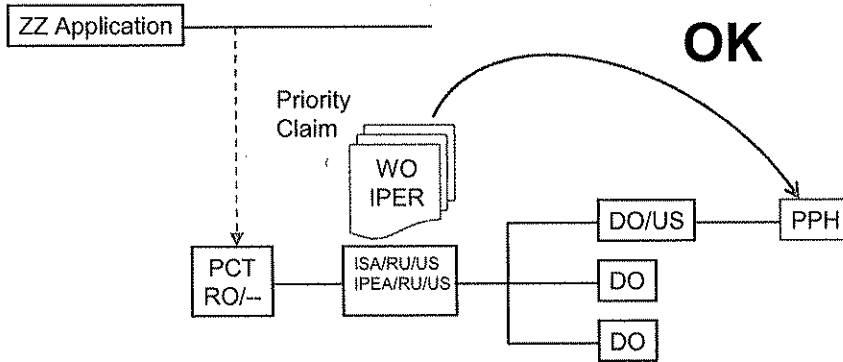 ZZ Application
OK
Priority
Claim
WO
IPER
DO/US
PPH
PCT
RO/--
ISA/RU/US
IPEA/RU/US
DO
DO